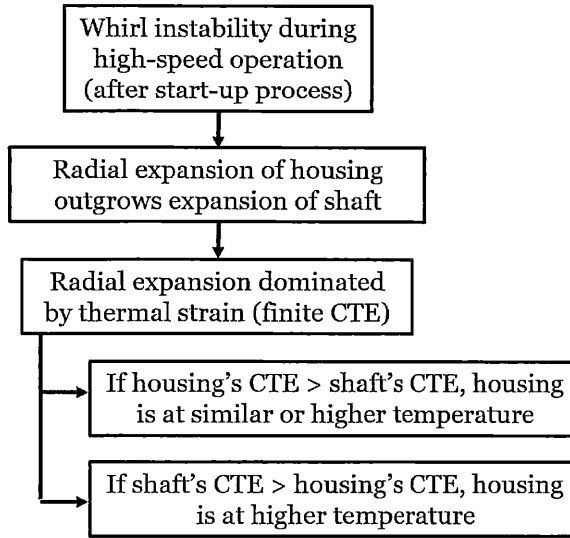 Whirl instability during
high-speed operation
(after start-up process)
Radial expansion of housing
outgrows expansion of shaft
Radial expansion dominated
by thermal strain (finite CTE)
If housing's CTE > shaft's CTE, housing
is at similar or higher temperature
If shaft's CTE > housing's CTE, housing
is at higher temperature